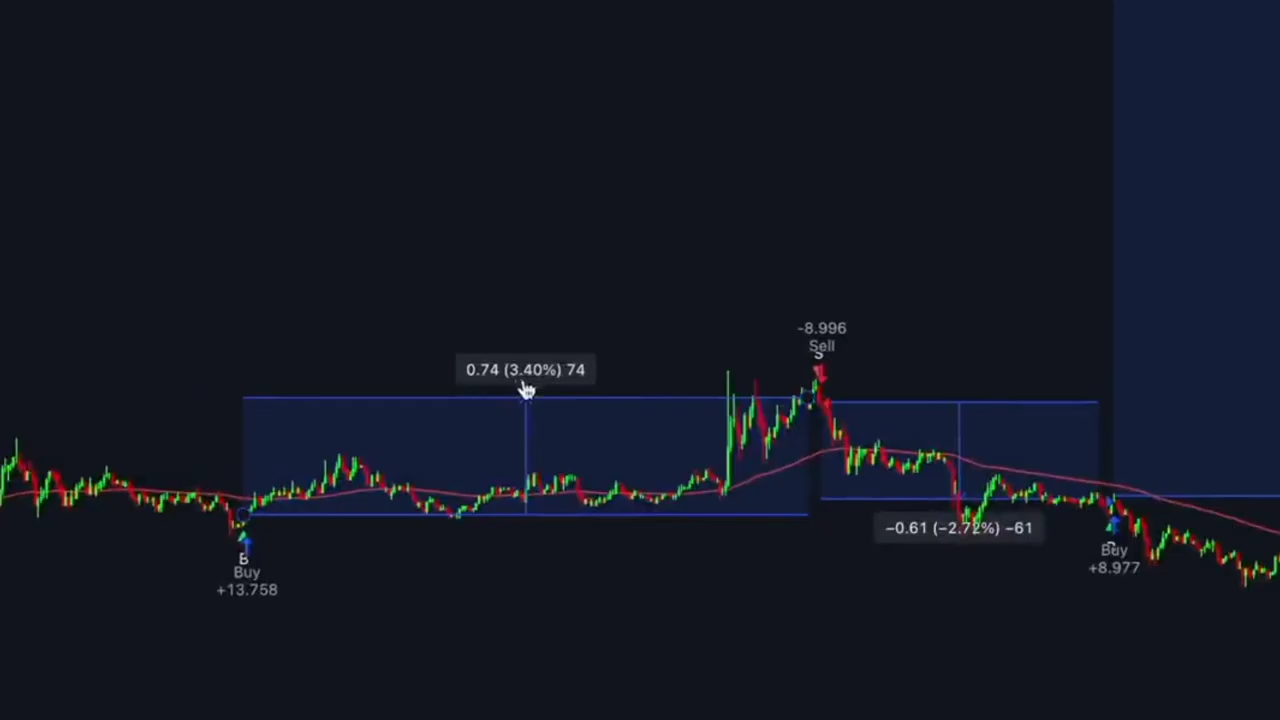 -8.996
Sell
S
0.74 (3.40%) 74
−0.61 (−2.72%) −61
B
Buy
+13.758
Buy
+8.977